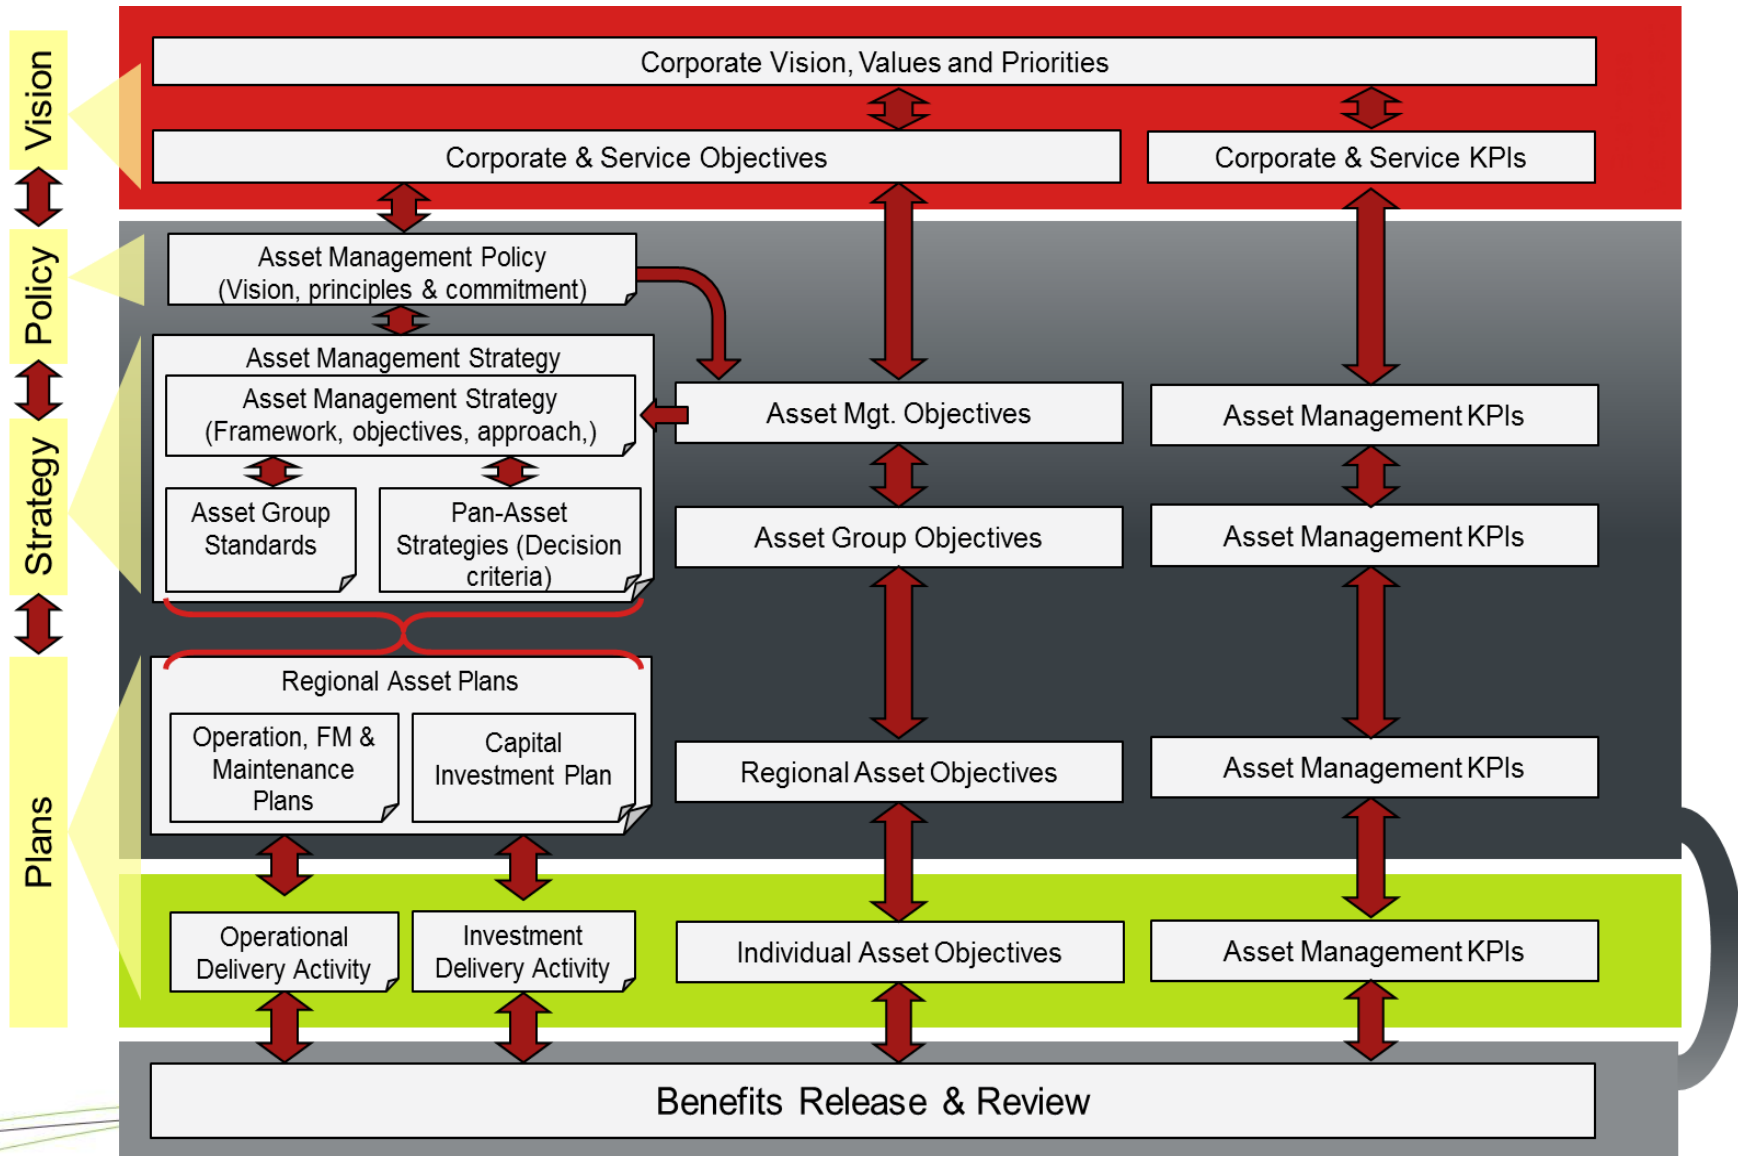 Vision
Corporate Vision, Values and Priorities
Corporate & Service Objectives
Corporate & Service KPIs
Policy
Asset Management Policy
(Vision, principles & commitment)
Strategy
Asset Management Strategy
Asset Management Strategy
(Framework, objectives, approach,)
Asset Mgt. Objectives
Asset Management KPIs
Asset Group
Standards
Pan-Asset
Strategies (Decision
criteria)
Asset Group Objectives
Asset Management KPIs
Plans
Regional Asset Plans
Operation, FM &
Maintenance
Plans
Capital
Investment Plan
Regional Asset Objectives
Asset Management KPIs
Operational
Delivery Activity
Investment
Delivery Activity
Individual Asset Objectives
Asset Management KPIs
Benefits Release & Review